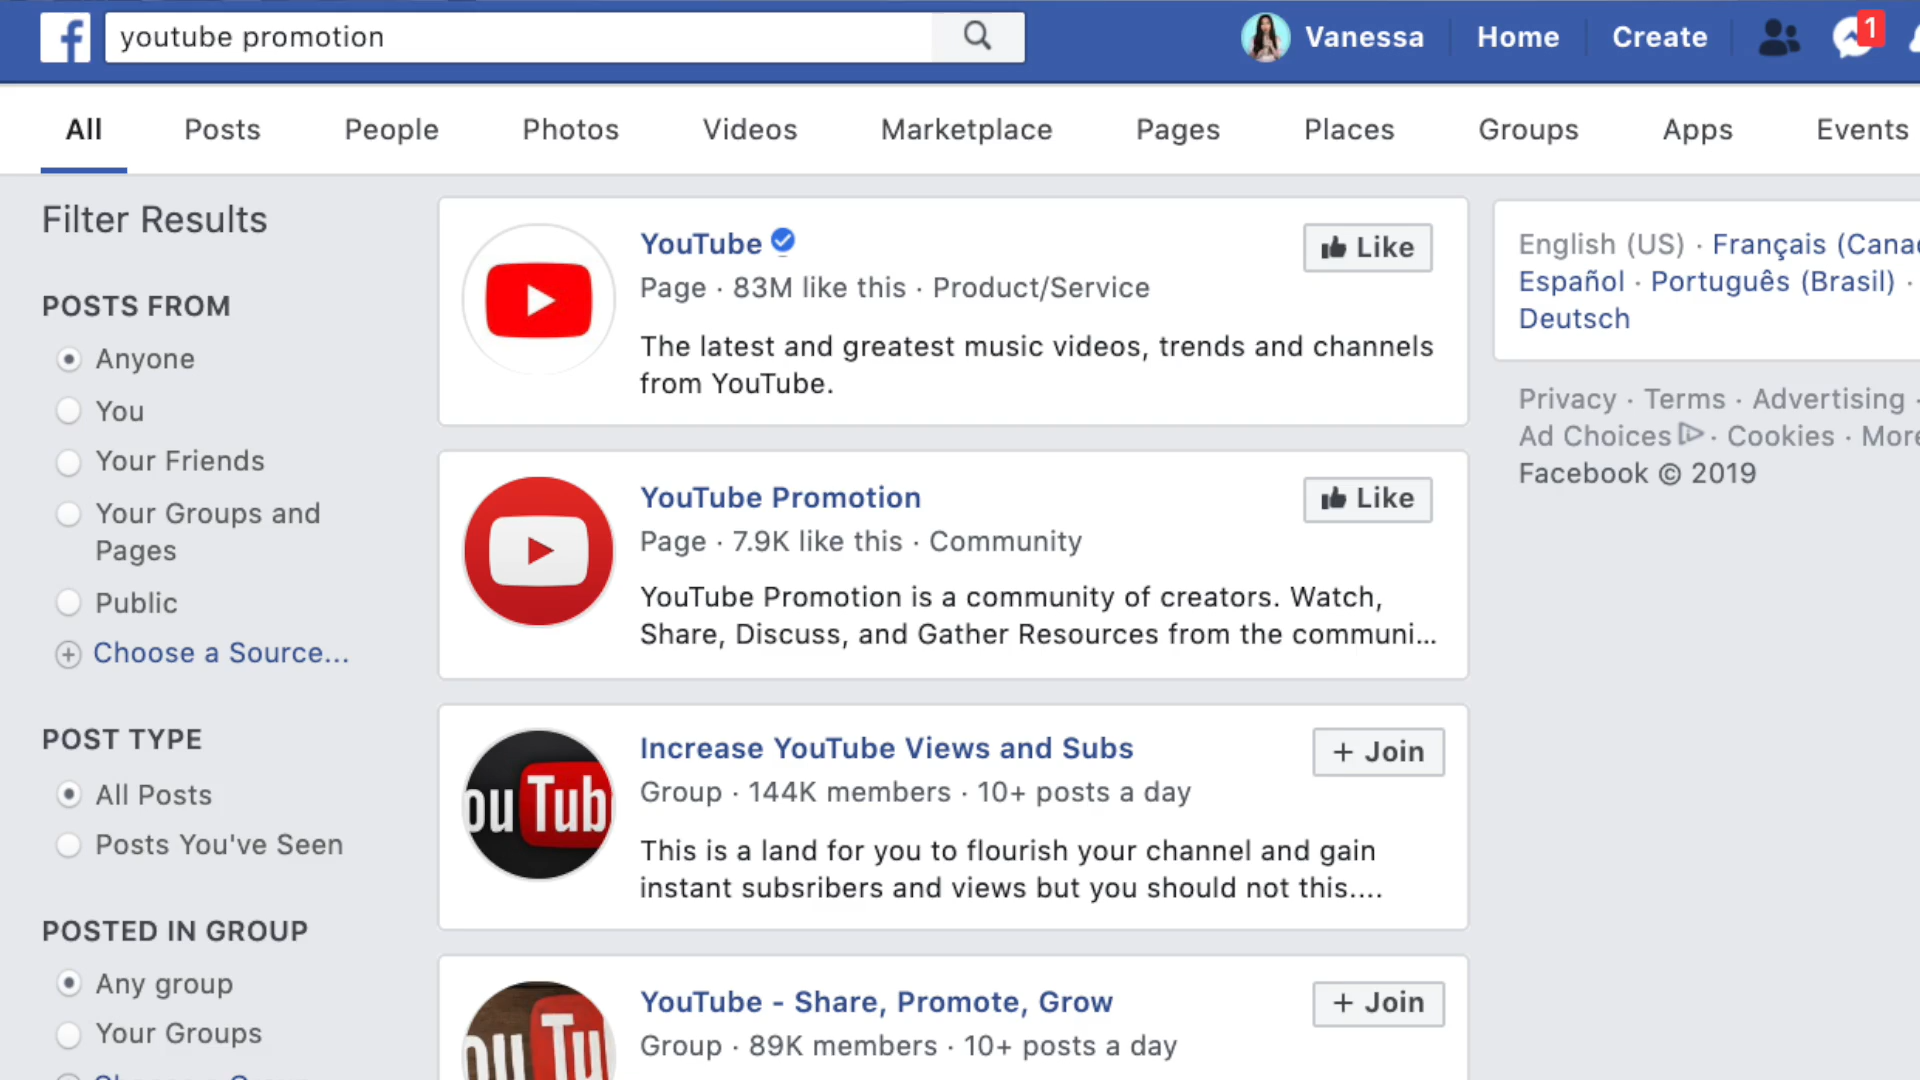 youtube promotion
Vanessa
Home
Create
1
All
Posts
People
Photos
Videos
Marketplace
Pages
Places
Groups
Apps
Events
Filter Results
POSTS FROM
Anyone
You
Your Friends
Your Groups and
Pages
Public
Choose a Source...
POST TYPE
All Posts
Posts You've Seen
POSTED IN GROUP
Any group
Your Groups
YouTube
Like
Page · 83M like this · Product/Service
The latest and greatest music videos, trends and channels
from YouTube.
YouTube Promotion
Like
Page · 7.9K like this · Community
YouTube Promotion is a community of creators. Watch,
Share, Discuss, and Gather Resources from the communi...
ou Tub
Increase YouTube Views and Subs
+ Join
Group · 144K members · 10+ posts a day
This is a land for you to flourish your channel and gain
instant subsribers and views but you should not this....
ou Tu
YouTube - Share, Promote, Grow
+ Join
Group · 89K members · 10+ posts a day
English (US) · Français (Cana
Español · Português (Brasil) ·
Deutsch
Privacy · Terms · Advertising ·
Ad Choices · Cookies · More
Facebook © 2019